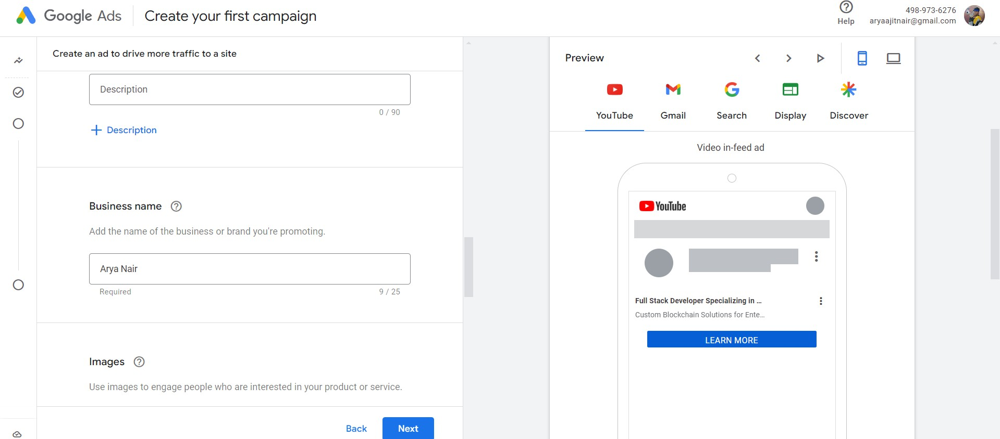 Google Ads
Create your first campaign
Help
498-973-6276
aryaajitnair@gmail.com
Create an ad to drive more traffic to a site
Description
0 / 90
Description
Business name
Add the name of the business or brand you're promoting.
Arya Nair
Required
9 / 25
Images
Use images to engage people who are interested in your product or service.
Back
Next
Preview
YouTube
Gmail
Search
Display
Discover
Video in-feed ad
YouTube
Full Stack Developer Specializing in ...
Custom Blockchain Solutions for Ente...
LEARN MORE